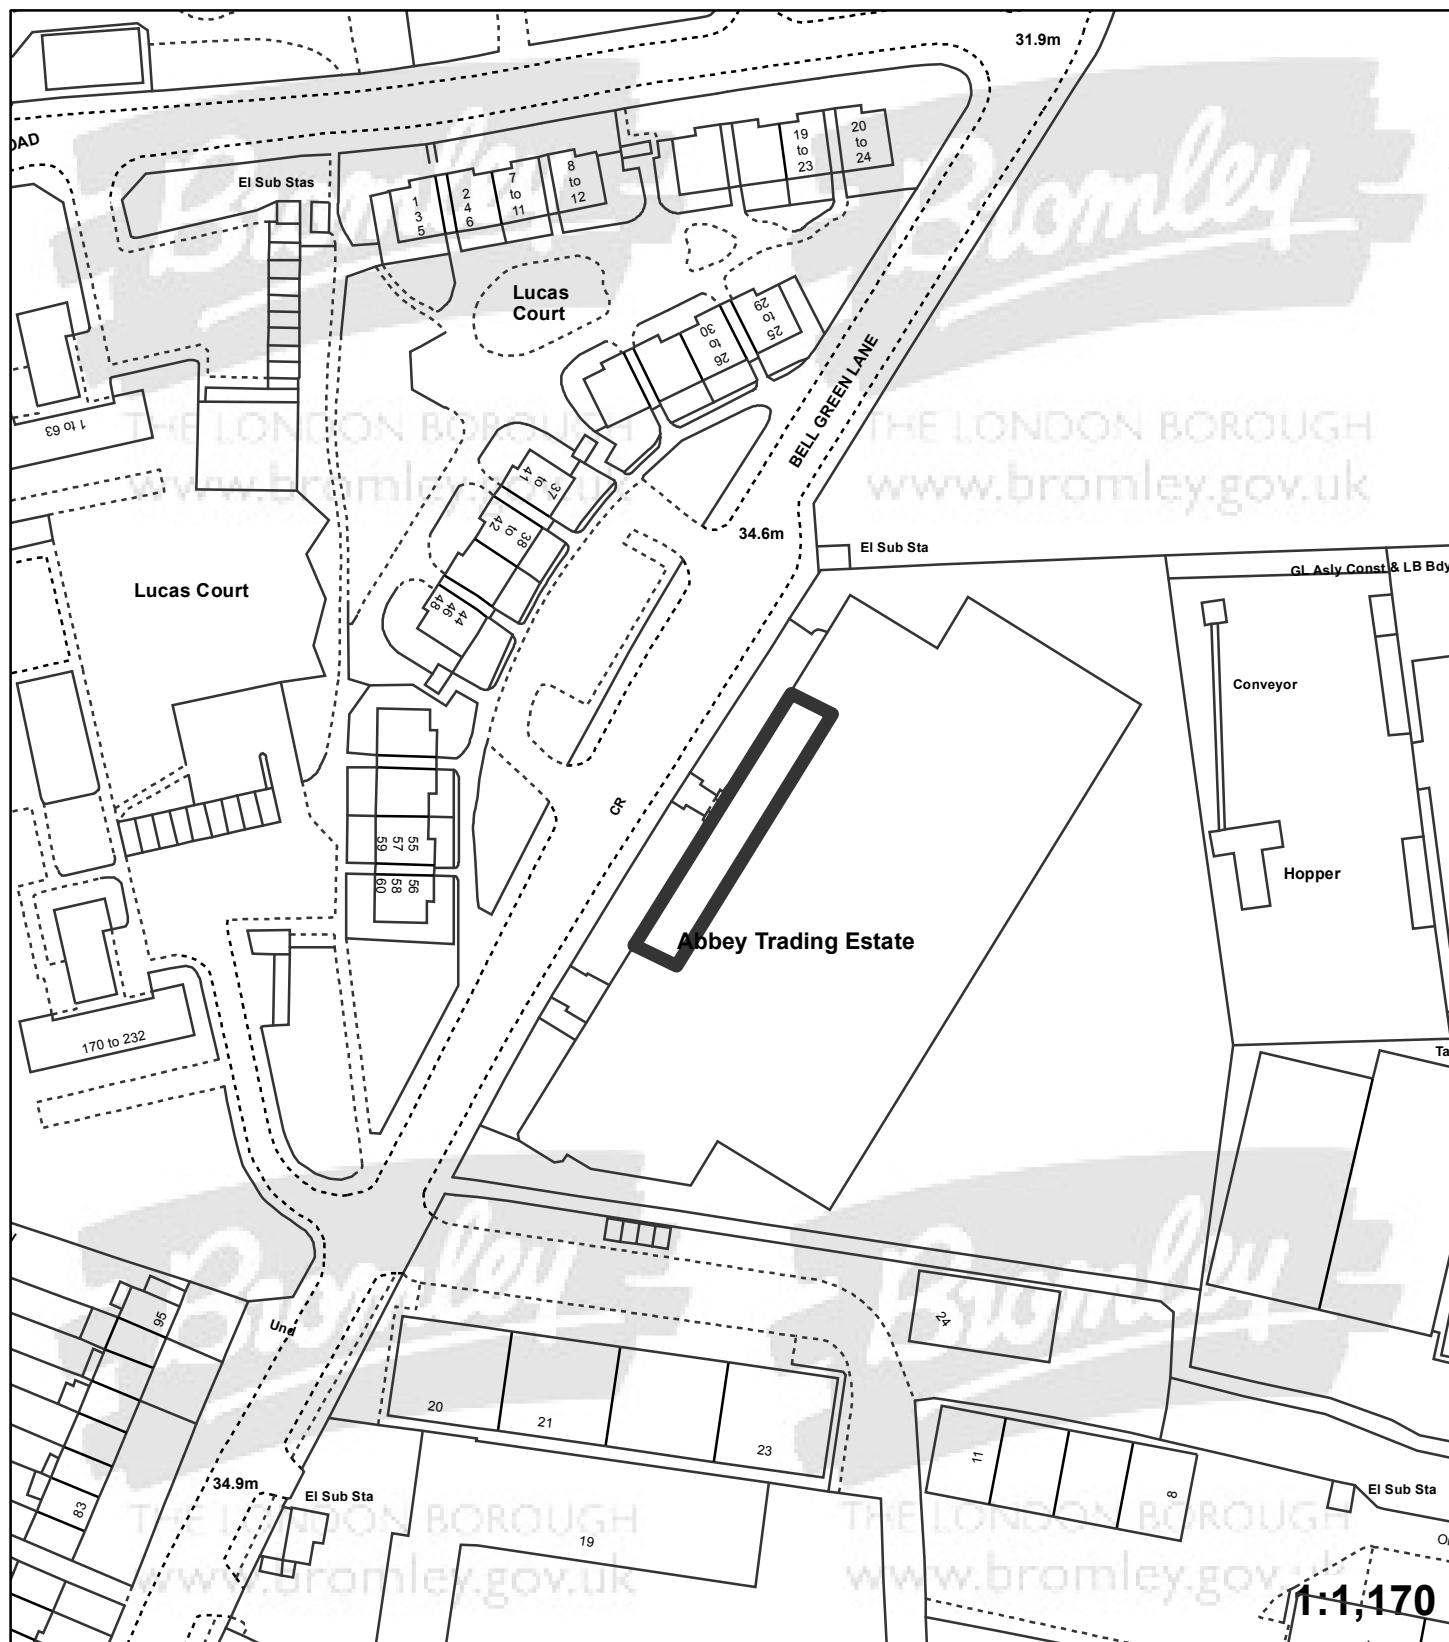 31.9m
OAD
Bromley
Bromley
El Sub Stas
1
3
5
2
4
6
7
to
11
8
to
12
19
to
23
20
to
24
Lucas
Court
29
to
25
30
to
26
BELL GREEN LANE
1 to 63
THE LONDON BOROUGH
www.bromley.gov.uk
THE LONDON BOROUGH
www.bromley.gov.uk
41
to
37
42
to
38
34.6m
El Sub Sta
GL Asly Const & LB Bdy
Lucas Court
48
46
44
Conveyor
CR
59
57
55
60
58
56
Hopper
Abbey Trading Estate
170 to 232
Ta
Bromley
Bromley
95
Und
24
20
21
23
11
8
83
34.9m
El Sub Sta
El Sub Sta
THE LONDON BOROUGH
www.bromley.gov.uk
THE LONDON BOROUGH
www.bromley.gov.uk
19
1:1,170